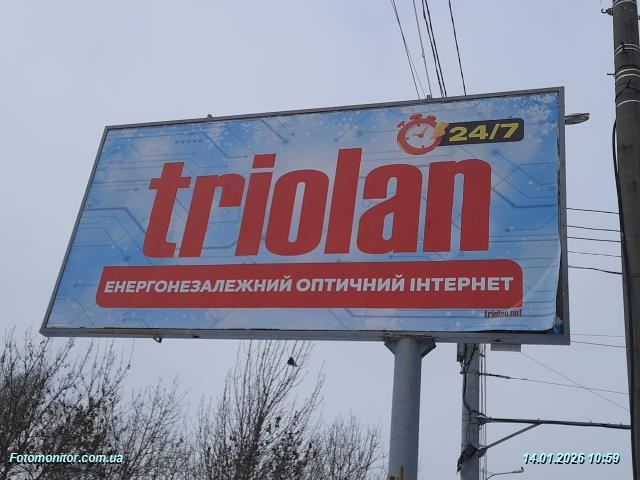 24/7
triolan
ЕНЕРГОНЕЗАЛЕЖНИЙ ОПТИЧНИЙ ІНТЕРНЕТ
triolan.net
Fotomonitor.com.ua
14.01.2026 10:59